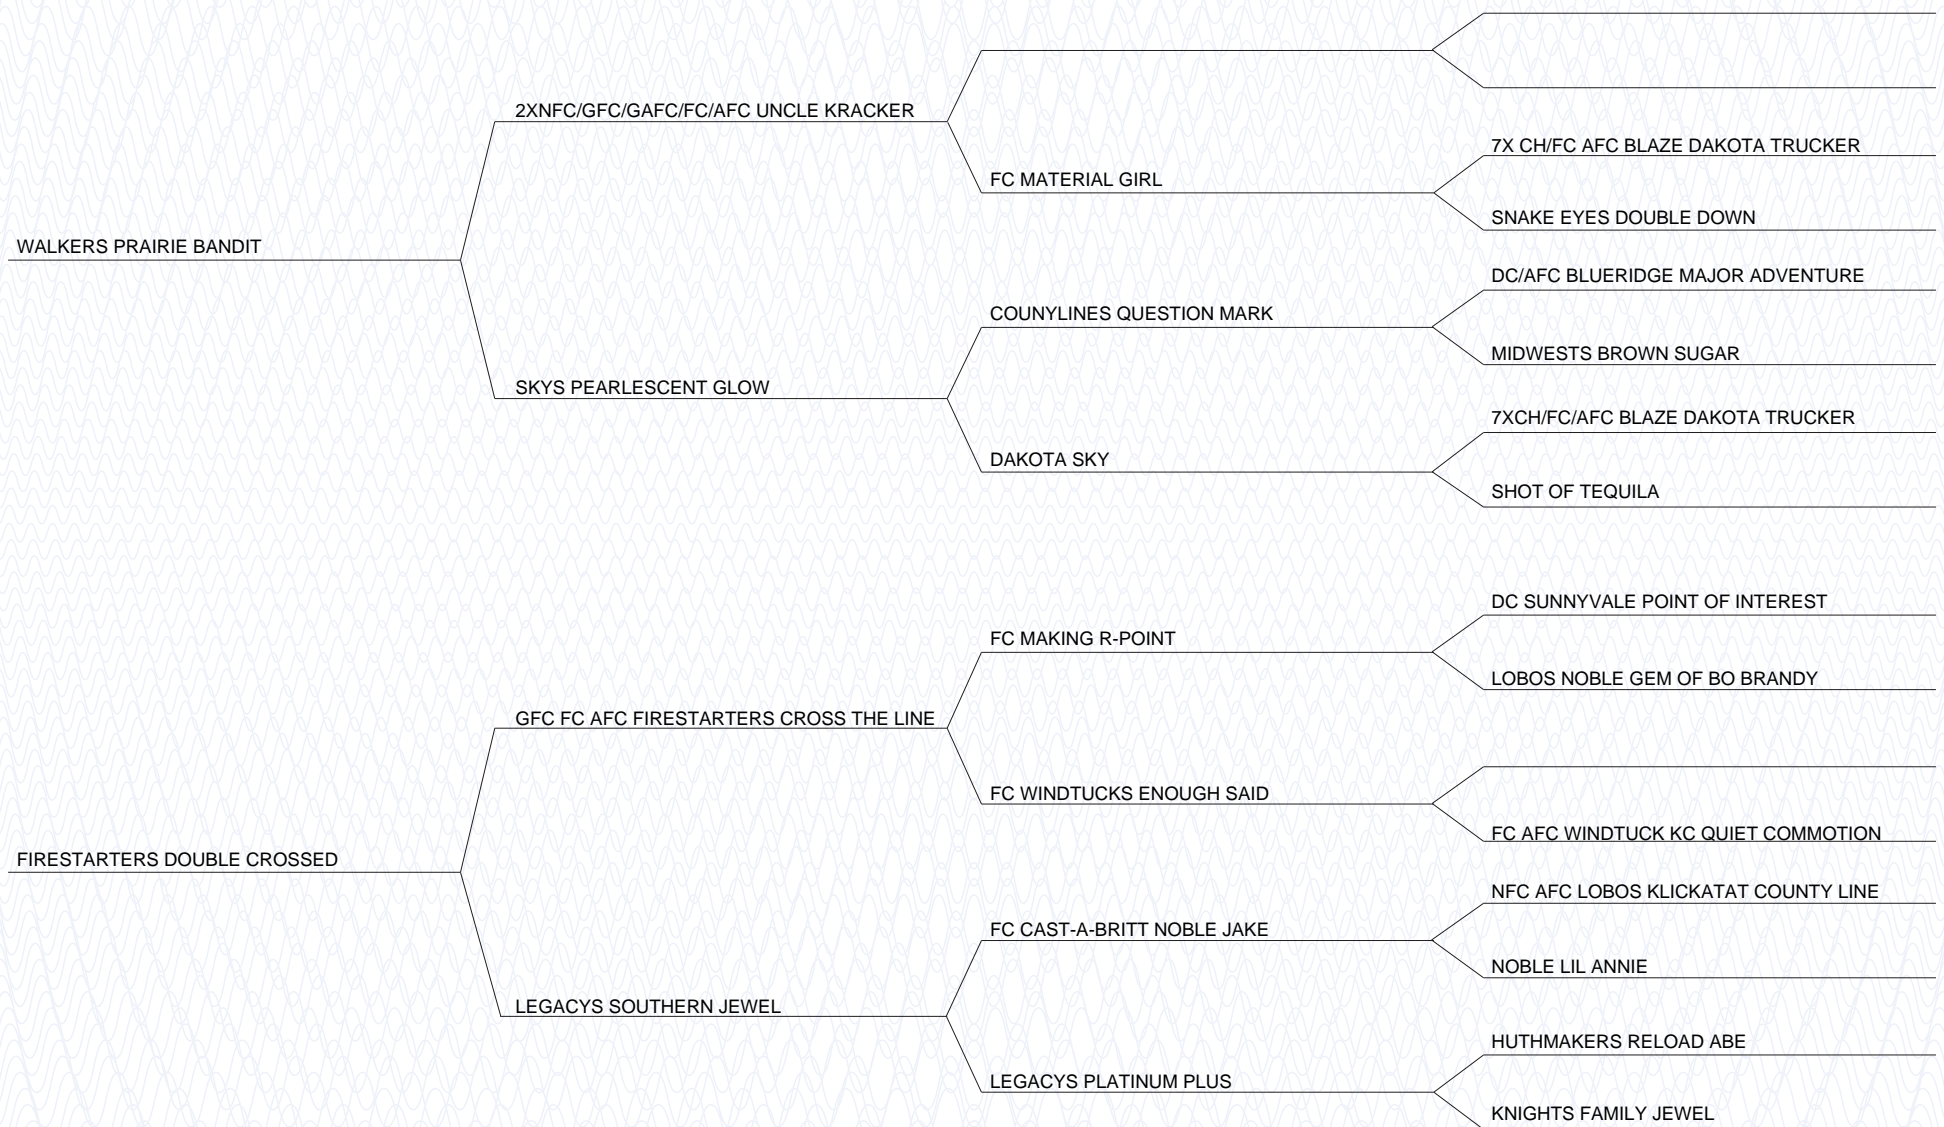 2XNFC/GFC/GAFC/FC/AFC UNCLE KRACKER
7X CH/FC AFC BLAZE DAKOTA TRUCKER
FC MATERIAL GIRL
SNAKE EYES DOUBLE DOWN
WALKERS PRAIRIE BANDIT
DC/AFC BLUERIDGE MAJOR ADVENTURE
COUNYLINES QUESTION MARK
MIDWESTS BROWN SUGAR
SKYS PEARLESCENT GLOW
7XCH/FC/AFC BLAZE DAKOTA TRUCKER
DAKOTA SKY
SHOT OF TEQUILA
DC SUNNYVALE POINT OF INTEREST
FC MAKING R-POINT
LOBOS NOBLE GEM OF BO BRANDY
GFC FC AFC FIRESTARTERS CROSS THE LINE
FC WINDTUCKS ENOUGH SAID
FC AFC WINDTUCK KC QUIET COMMOTION
FIRESTARTERS DOUBLE CROSSED
NFC AFC LOBOS KLICKATAT COUNTY LINE
FC CAST-A-BRITT NOBLE JAKE
NOBLE LIL ANNIE
LEGACYS SOUTHERN JEWEL
HUTHMAKERS RELOAD ABE
LEGACYS PLATINUM PLUS
KNIGHTS FAMILY JEWEL